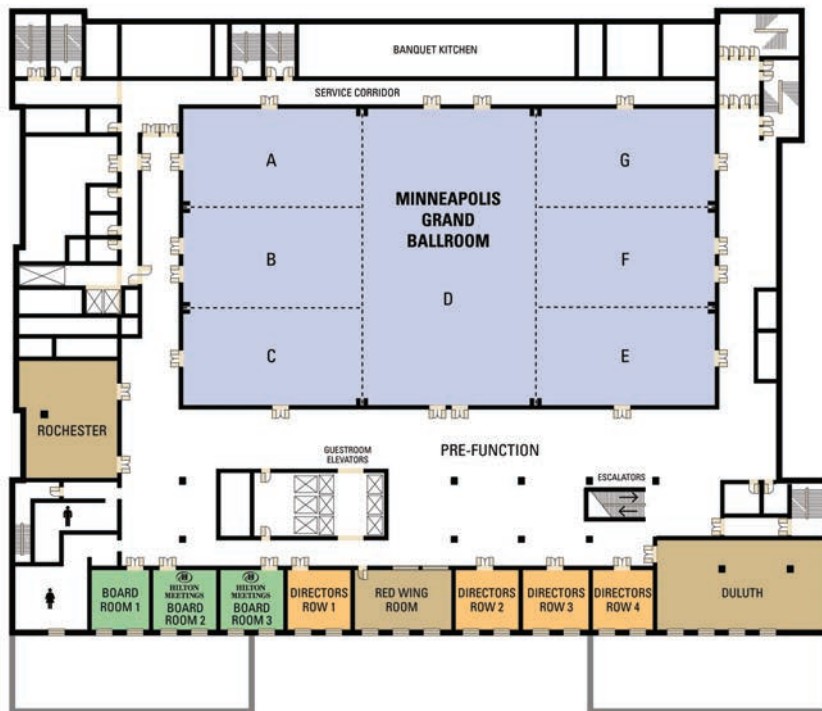 BANQUET KITCHEN
SERVICE CORRIDOR
A
G
MINNEAPOLIS
GRAND
BALLROOM
B
F
D
C
E
ROCHESTER
PRE-FUNCTION
GUESTROOM
ELEVATORS
ESCALATORS
BOARD
ROOM 1
HILTON
MEETINGS
BOARD
ROOM 2
HILTON
MEETINGS
BOARD
ROOM 3
DIRECTORS
ROW 1
RED WING
ROOM
DIRECTORS
ROW 2
DIRECTORS
ROW 3
DIRECTORS
ROW 4
DULUTH